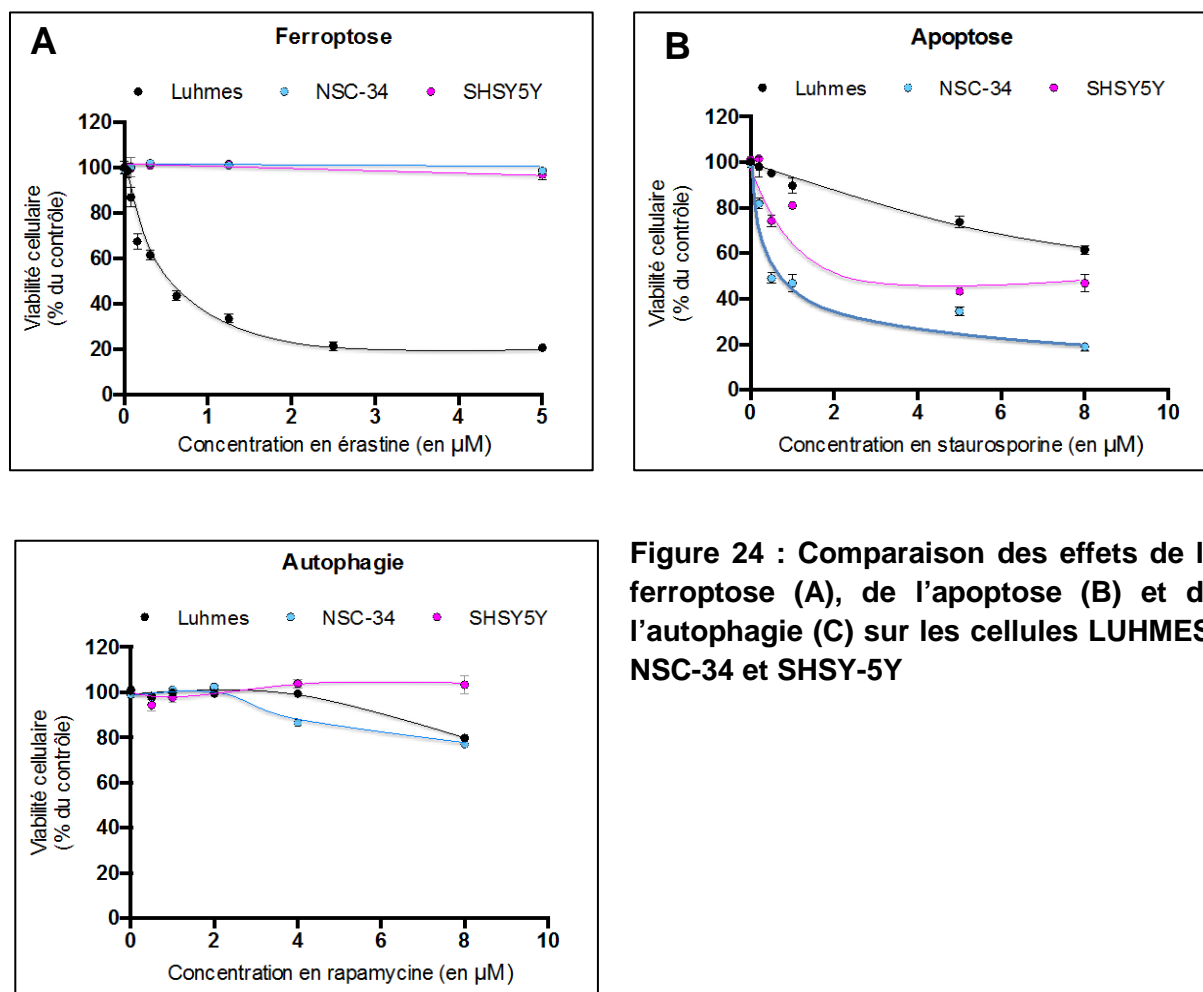 A
Ferroptose
Luhmes NSC-34 SHSY5Y
120
100
80
60
40
20
0
0 1 2 3 4 5
Viabilité cellulaire
(% du contrôle)
Concentration en érastine (en µM)
B
Apoptose
Luhmes NSC-34 SHSY5Y
120
100
80
60
40
20
0
0 2 4 6 8 10
Viabilité cellulaire
(% du contrôle)
Concentration en staurosporine (en µM)
Autophagie
Luhmes NSC-34 SHSY5Y
120
100
80
60
40
20
0
0 2 4 6 8 10
Viabilité cellulaire
(% du contrôle)
Concentration en rapamycine (en µM)
Figure 24 : Comparaison des effets de
ferroptose (A), de l’apoptose (B) et
l’autophagie (C) sur les cellules LUHMES
NSC-34 et SHSY-5Y